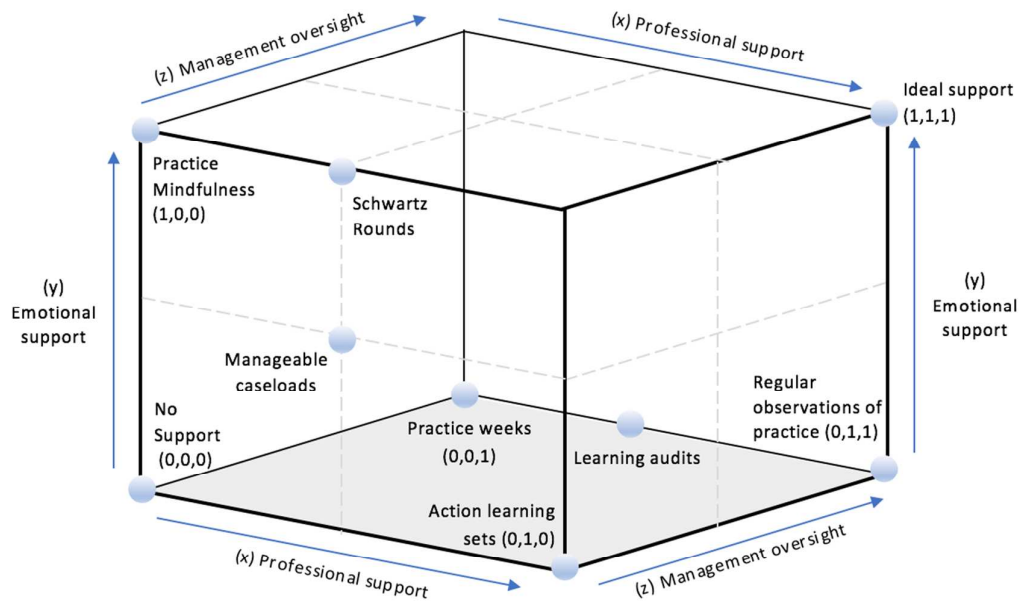 (z) Management oversight
(x) Professional support
Ideal support
(1,1,1)
Practice
Mindfulness
(1,0,0)
Schwartz
Rounds
(y)
Emotional
support
(y)
Emotional
support
Manageable
caseloads
No
Support
(0,0,0)
Practice weeks
(0,0,1)
Regular
observations of
practice (0,1,1)
Learning audits
Action learning
sets (0,1,0)
(x) Professional support
(z) Management oversight